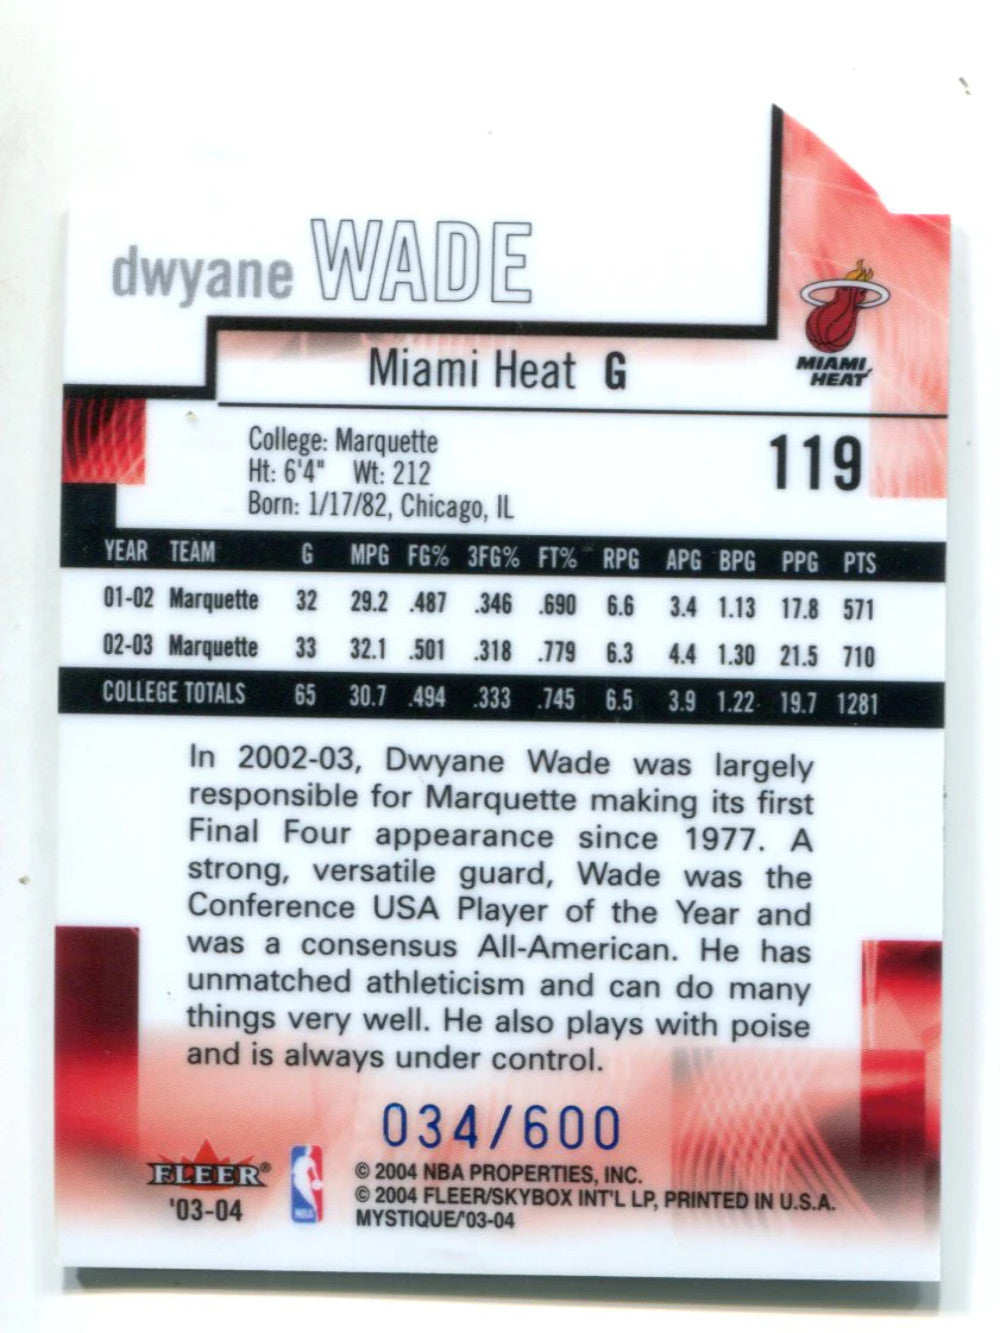 dwyane WADE
MIAMI
HEAT
Miami Heat G
119
College: Marquette
Ht: 6'4" Wt: 212
Born: 1/17/82, Chicago, IL
YEAR TEAM G MPG FG% 3FG% FT% RPG APG BPG PPG PTS
01-02 Marquette 32 29.2 .487 .346 .690 6.6 3.4 1.13 17.8 571
02-03 Marquette 33 32.1 .501 .318 .779 6.3 4.4 1.30 21.5 710
COLLEGE TOTALS 65 30.7 .494 .333 .745 6.5 3.9 1.22 19.7 1281
In 2002-03, Dwyane Wade was largely
responsible for Marquette making its first
Final Four appearance since 1977. A
strong, versatile guard, Wade was the
Conference USA Player of the Year and
was a consensus All-American. He has
unmatched athleticism and can do many
things very well. He also plays with poise
and is always under control.
034/600
FLEER®
'03-04
NBA
© 2004 NBA PROPERTIES, INC.
© 2004 FLEER/SKYBOX INT'L LP, PRINTED IN U.S.A.
MYSTIQUE/'03-04